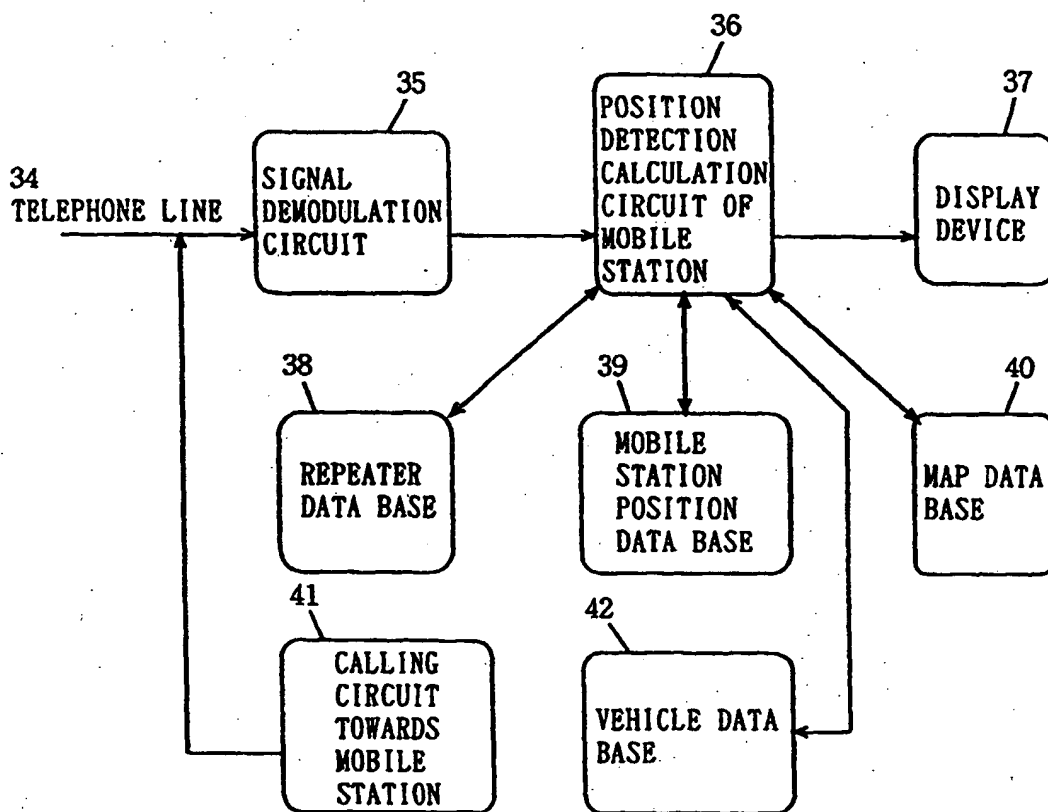 36
35
37
POSITION
DETECTION
CALCULATION
CIRCUIT OF
MOBILE
STATION
34
TELEPHONE LINE
SIGNAL
DEMODULATION
CIRCUIT
DISPLAY
DEVICE
38
39
40
REPEATER
DATA BASE
MOBILE
STATION
POSITION
DATA BASE
MAP DATA
BASE
41
42
CALLING
CIRCUIT
TOWARDS
MOBILE
STATION
VEHICLE DATA
BASE